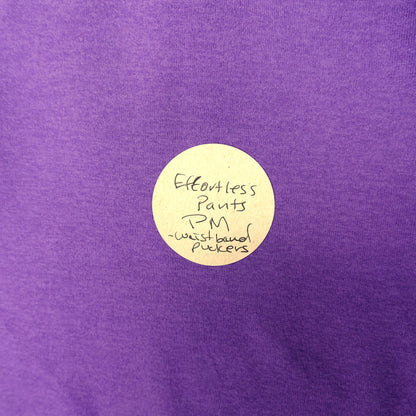 Effortless
Pants
PM
-waistband
puckers